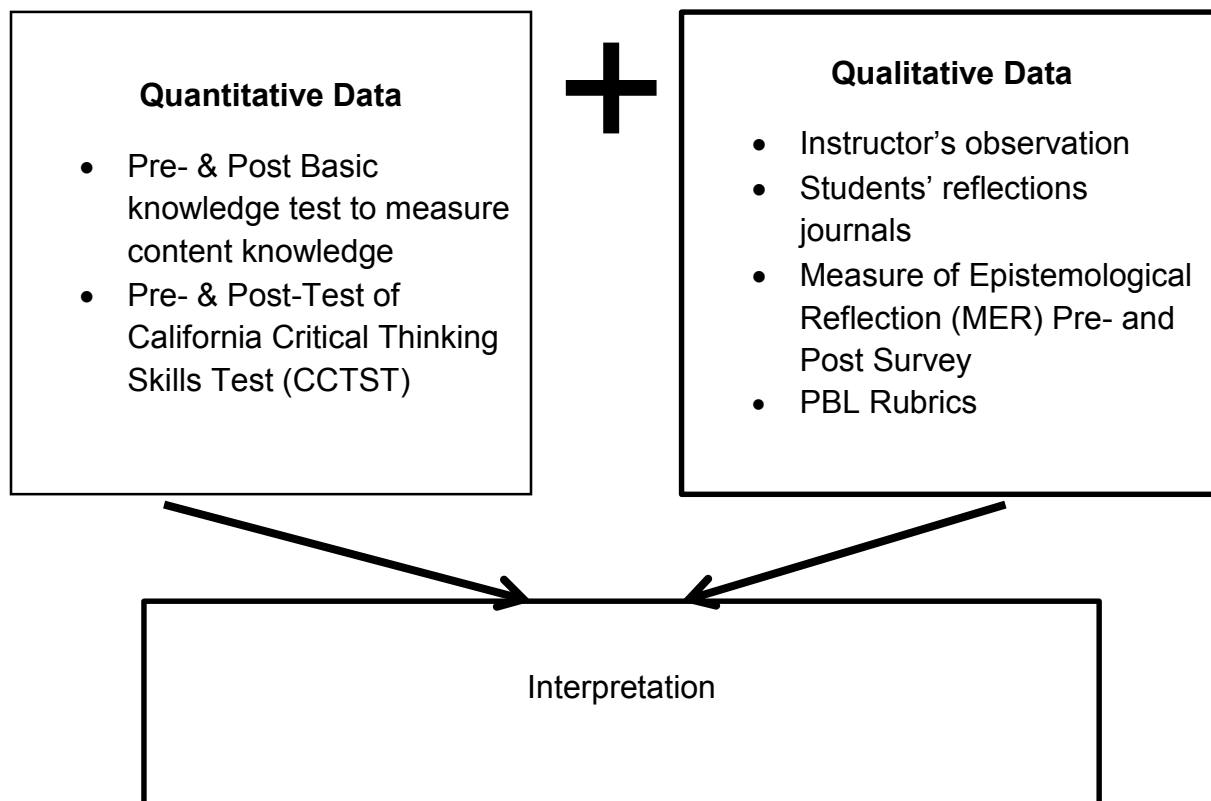 Quantitative Data
• Pre- & Post Basic
knowledge test to measure
content knowledge
• Pre- & Post-Test of
California Critical Thinking
Skills Test (CCTST)
+
Qualitative Data
• Instructor’s observation
• Students’ reflections
journals
• Measure of Epistemological
Reflection (MER) Pre- and
Post Survey
• PBL Rubrics
Interpretation